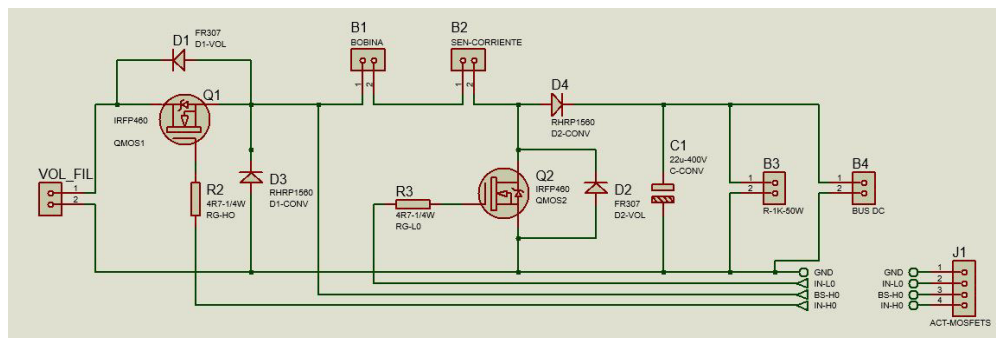 D1
FR307
D1-VOL
B1
BOBINA
1
2
B2
SEN-CORRIENTE
1
2
Q1
IRFP460
QMOS1
D4
RHRP1560
D2-CONV
C1
22u-400V
C-CONV
VOL_FIL
1
2
R2
4R7-1/4W
RG-HO
D3
RHRP1560
D1-CONV
R3
4R7-1/4W
RG-L0
Q2
IRFP460
QMOS2
D2
FR307
D2-VOL
1
2
B3
R-1K-50W
1
2
B4
BUS DC
GND
IN-L0
BS-H0
IN-H0
GND
IN-L0
BS-H0
IN-H0
J1
1
2
3
4
ACT-MOSFETS